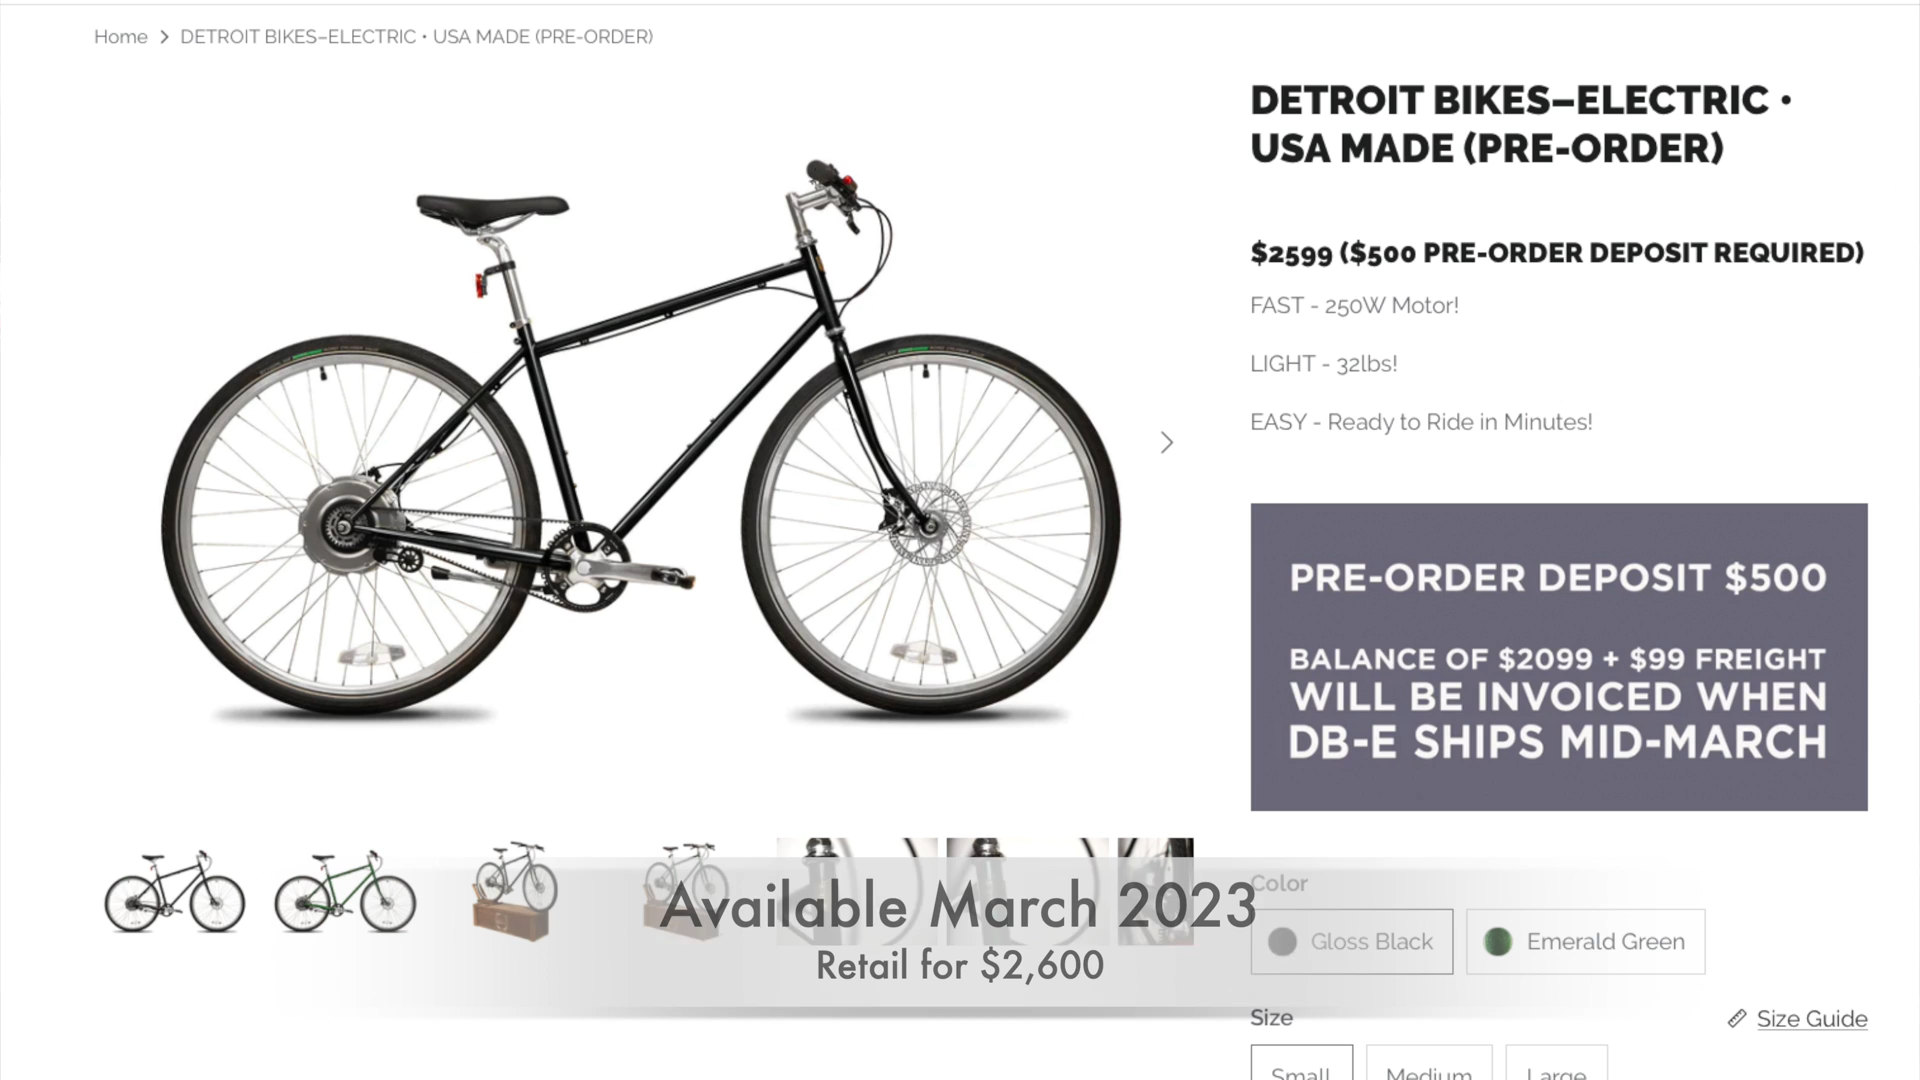 Home > DETROIT BIKES–ELECTRIC • USA MADE (PRE-ORDER)
DETROIT BIKES–ELECTRIC •
USA MADE (PRE-ORDER)
$2599 ($500 PRE-ORDER DEPOSIT REQUIRED)
FAST - 250W Motor!
LIGHT - 32lbs!
EASY - Ready to Ride in Minutes!
PRE-ORDER DEPOSIT $500
BALANCE OF $2099 + $99 FREIGHT
WILL BE INVOICED WHEN
DB-E SHIPS MID-MARCH
Available March 2023
Retail for $2,600
Color
Gloss Black
Emerald Green
Size
Size Guide
Small
Medium
Large